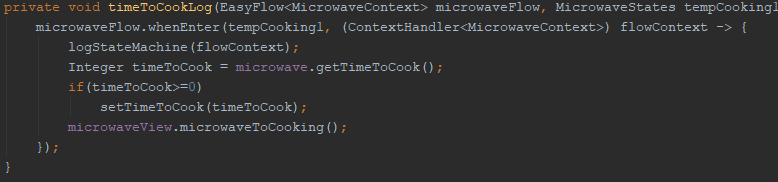 private void timeToCookLog(EasyFlow<MicrowaveContext> microwaveFlow, MicrowaveStates tempCooking1
microwaveFlow.whenEnter(tempCooking1, (ContextHandler<MicrowaveContext>) flowContext -> {
logStateMachine(flowContext);
Integer timeToCook = microwave.getTimeToCook();
if(timeToCook>=0)
setTimeToCook(timeToCook);
microwaveView.microwaveToCooking();
});
}